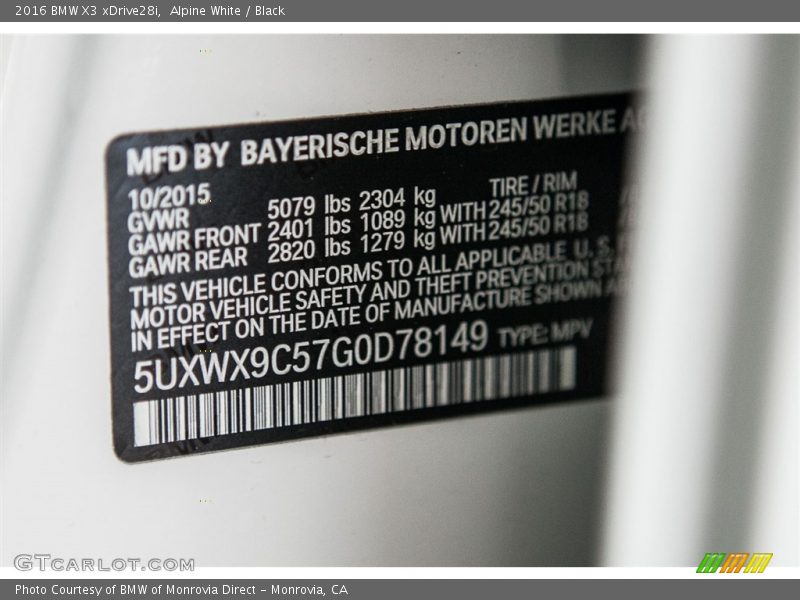 2016 BMW X3 xDrive28i, Alpine White / Black
MFD BY BAYERISCHE MOTOREN WERKE AG
10/2015 TIRE / RIM
GVWR 5079 lbs 2304 kg
GAWR FRONT 2401 lbs 1089 kg WITH 245/50 R18
GAWR REAR 2820 lbs 1279 kg WITH 245/50 R18
THIS VEHICLE CONFORMS TO ALL APPLICABLE U. S.
MOTOR VEHICLE SAFETY AND THEFT PREVENTION
IN EFFECT ON THE DATE OF MANUFACTURE SHOWN
5UXWX9C57G0D78149 TYPE: MPV
GTCARLOT.COM
Photo Courtesy of BMW of Monrovia Direct – Monrovia, CA